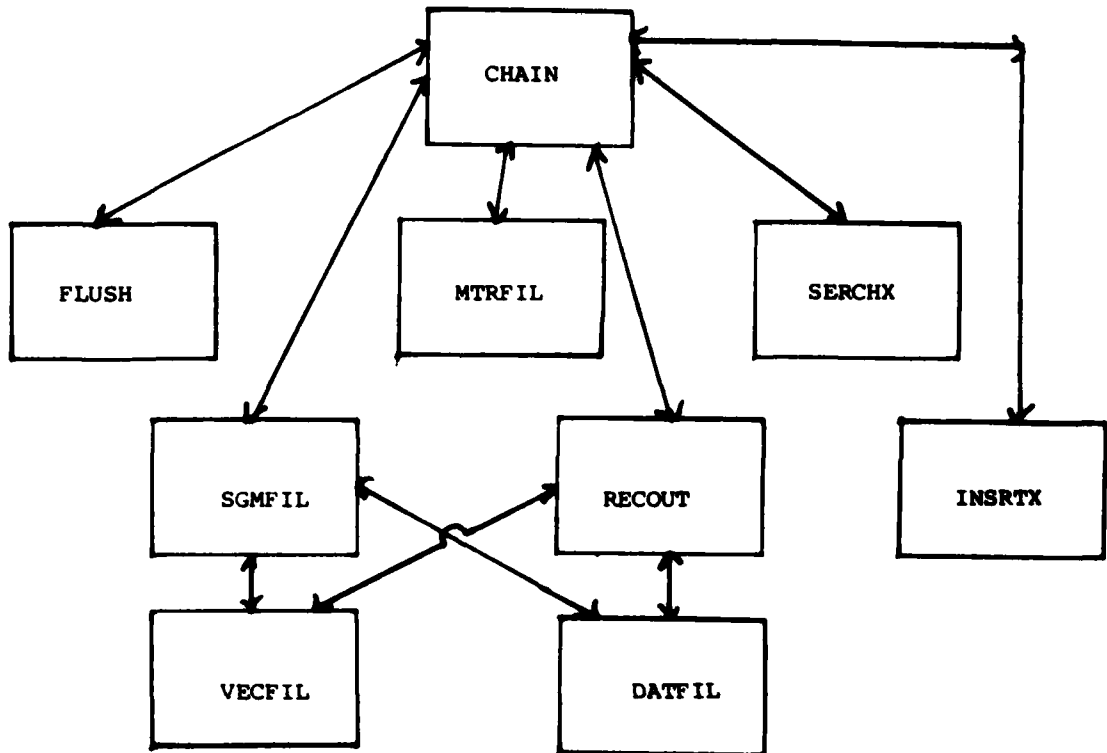 CHAIN
FLUSH
MTRFIL
SERCHX
SGMFIL
RECOUT
INSRTX
VECFIL
DATFIL